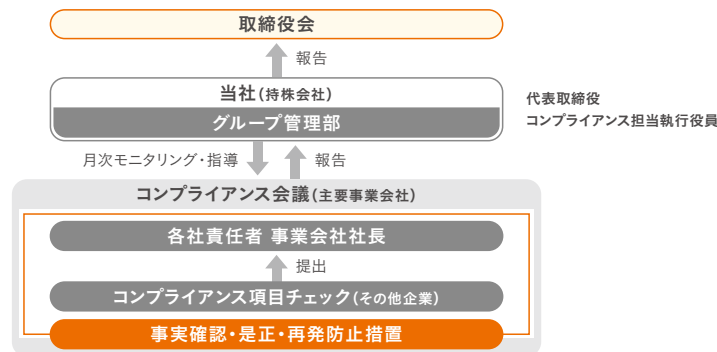 取締役会
報告
当社(持株会社)
グループ管理部
代表取締役
コンプライアンス担当執行役員
月次モニタリング・指導
報告
コンプライアンス会議(主要事業会社)
各社責任者 事業会社社長
提出
コンプライアンス項目チェック(その他企業)
事実確認・是正・再発防止措置